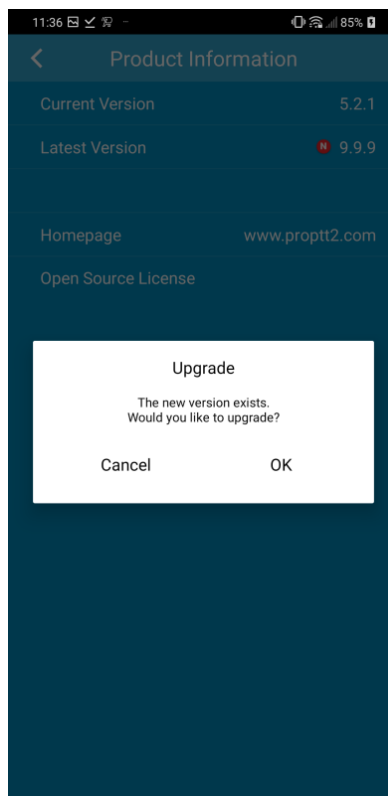 11:36
85%
Product Information
Current Version 5.2.1
Latest Version N 9.9.9
Homepage www.proptt2.com
Open Source License
Upgrade
The new version exists.
Would you like to upgrade?
Cancel OK